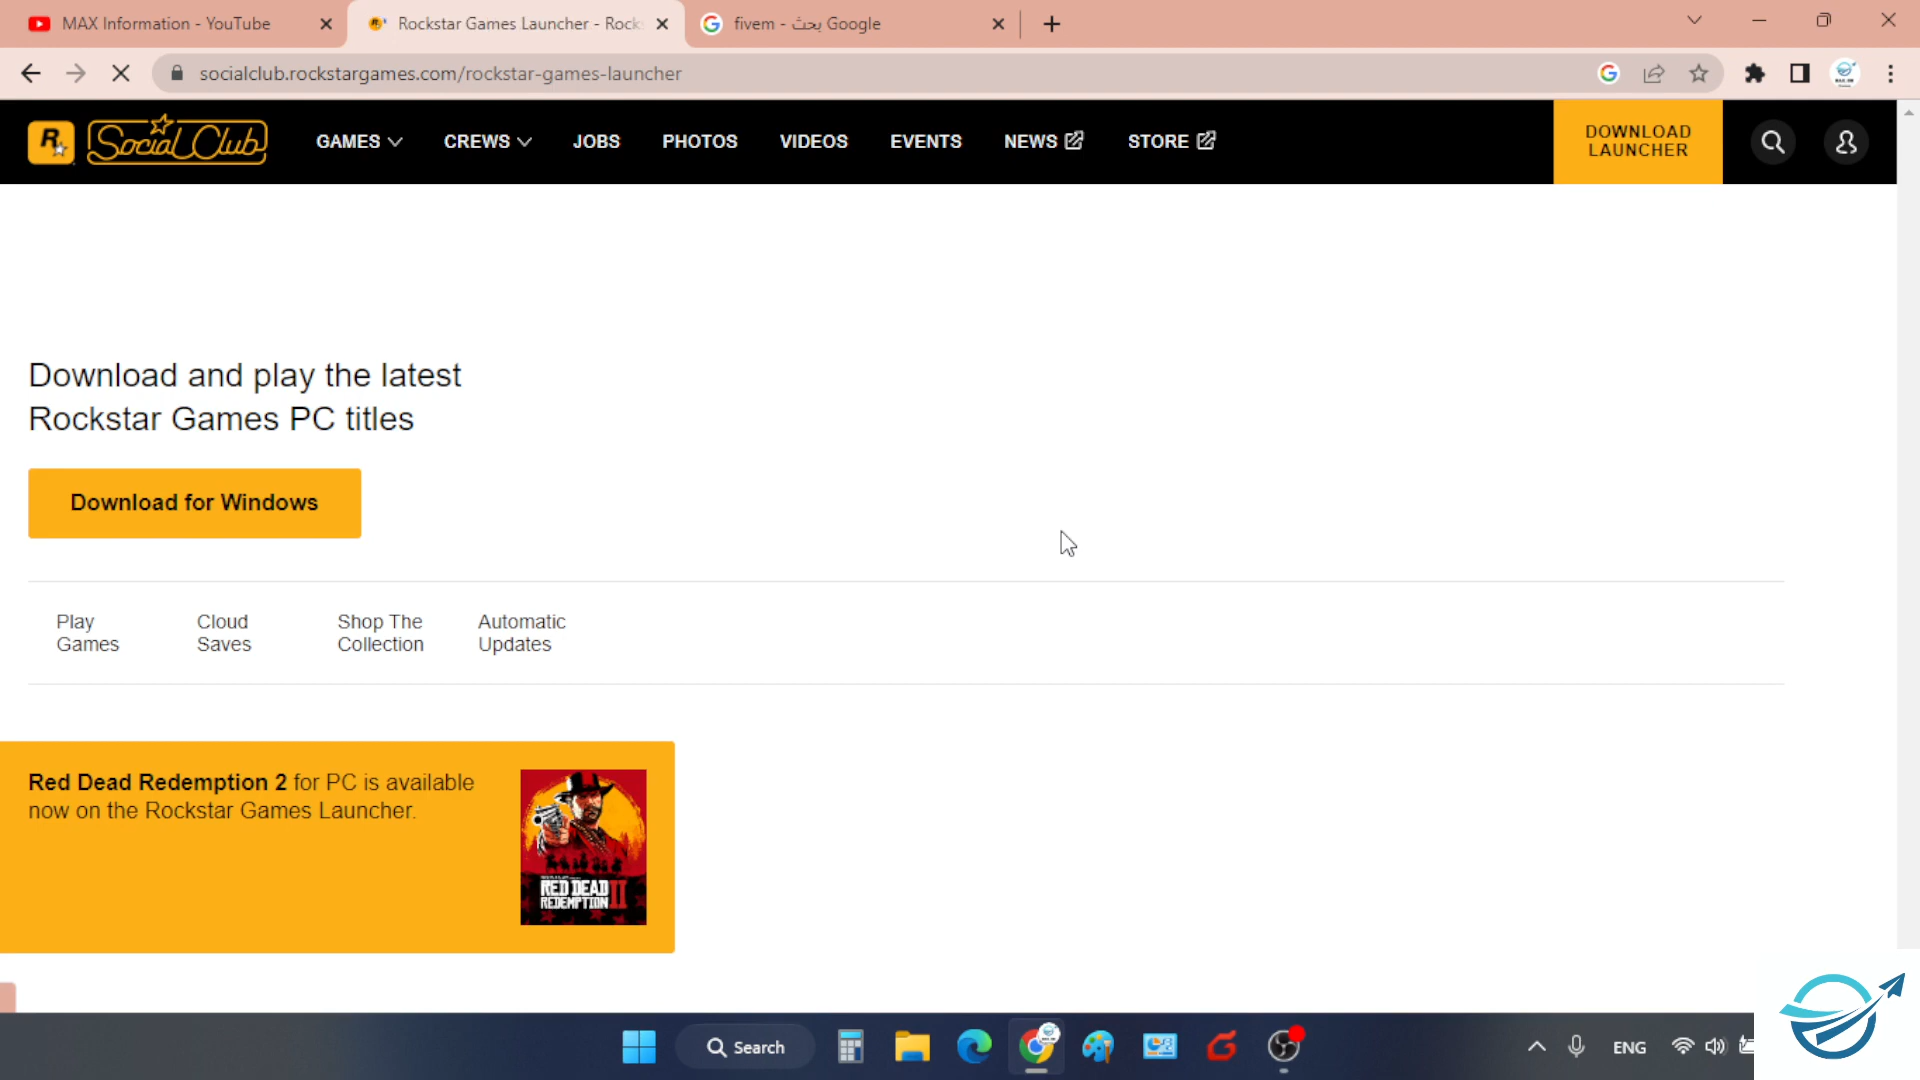 MAX Information - YouTube
Rockstar Games Launcher - Rock
fivem - بحث Google
socialclub.rockstargames.com/rockstar-games-launcher
R
Social Club
GAMES
CREWS
JOBS
PHOTOS
VIDEOS
EVENTS
NEWS
STORE
DOWNLOAD
LAUNCHER
Download and play the latest
Rockstar Games PC titles
Download for Windows
Play
Games
Cloud
Saves
Shop The
Collection
Automatic
Updates
Red Dead Redemption 2 for PC is available
now on the Rockstar Games Launcher.
RED DEAD
REDEMPTION II
Search
ENG